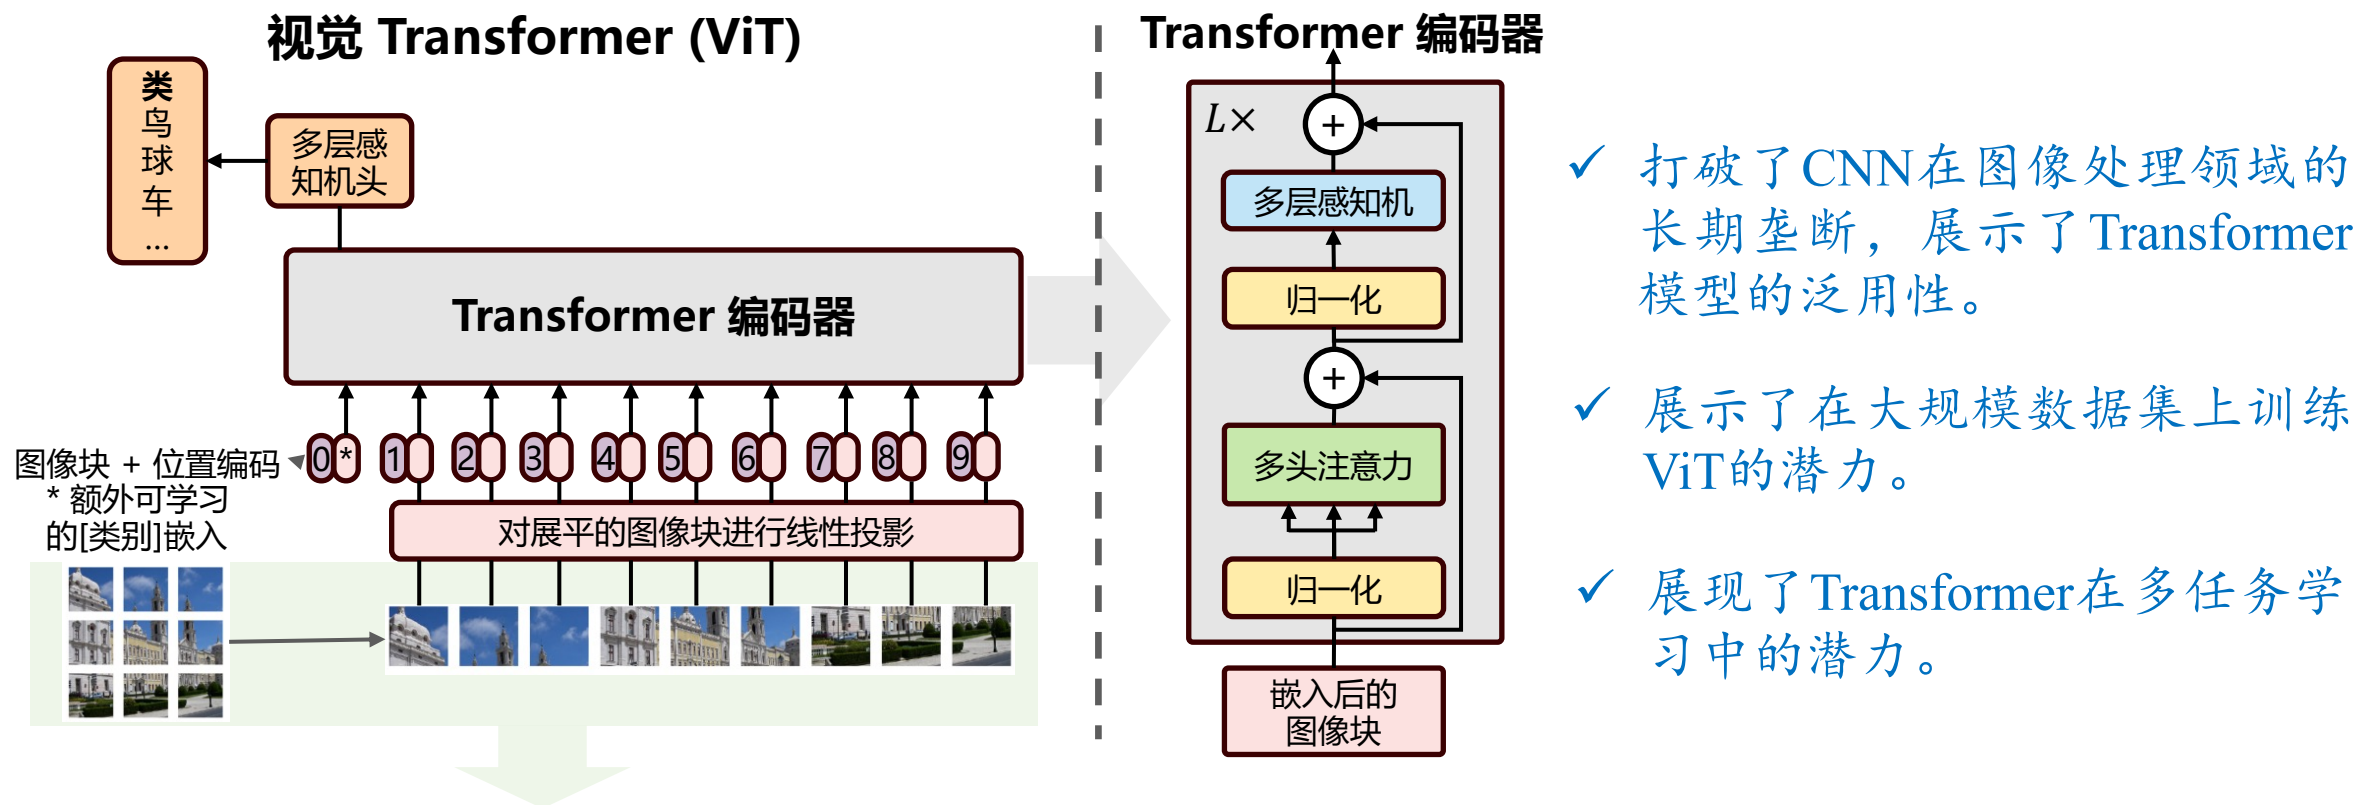 视觉 Transformer (ViT)
类
鸟
球
车
...
多层感
知机头
Transformer 编码器
图像块 + 位置编码
* 额外可学习
的[类别]嵌入
0*
1
2
3
4
5
6
7
8
9
对展平的图像块进行线性投影
Transformer 编码器
L×
+
多层感知机
归一化
+
多头注意力
归一化
嵌入后的
图像块
✓ 打破了CNN在图像处理领域的
长期垄断，展示了Transformer
模型的泛用性。
✓ 展示了在大规模数据集上训练
ViT的潜力。
✓ 展现了Transformer在多任务学
习中的潜力。